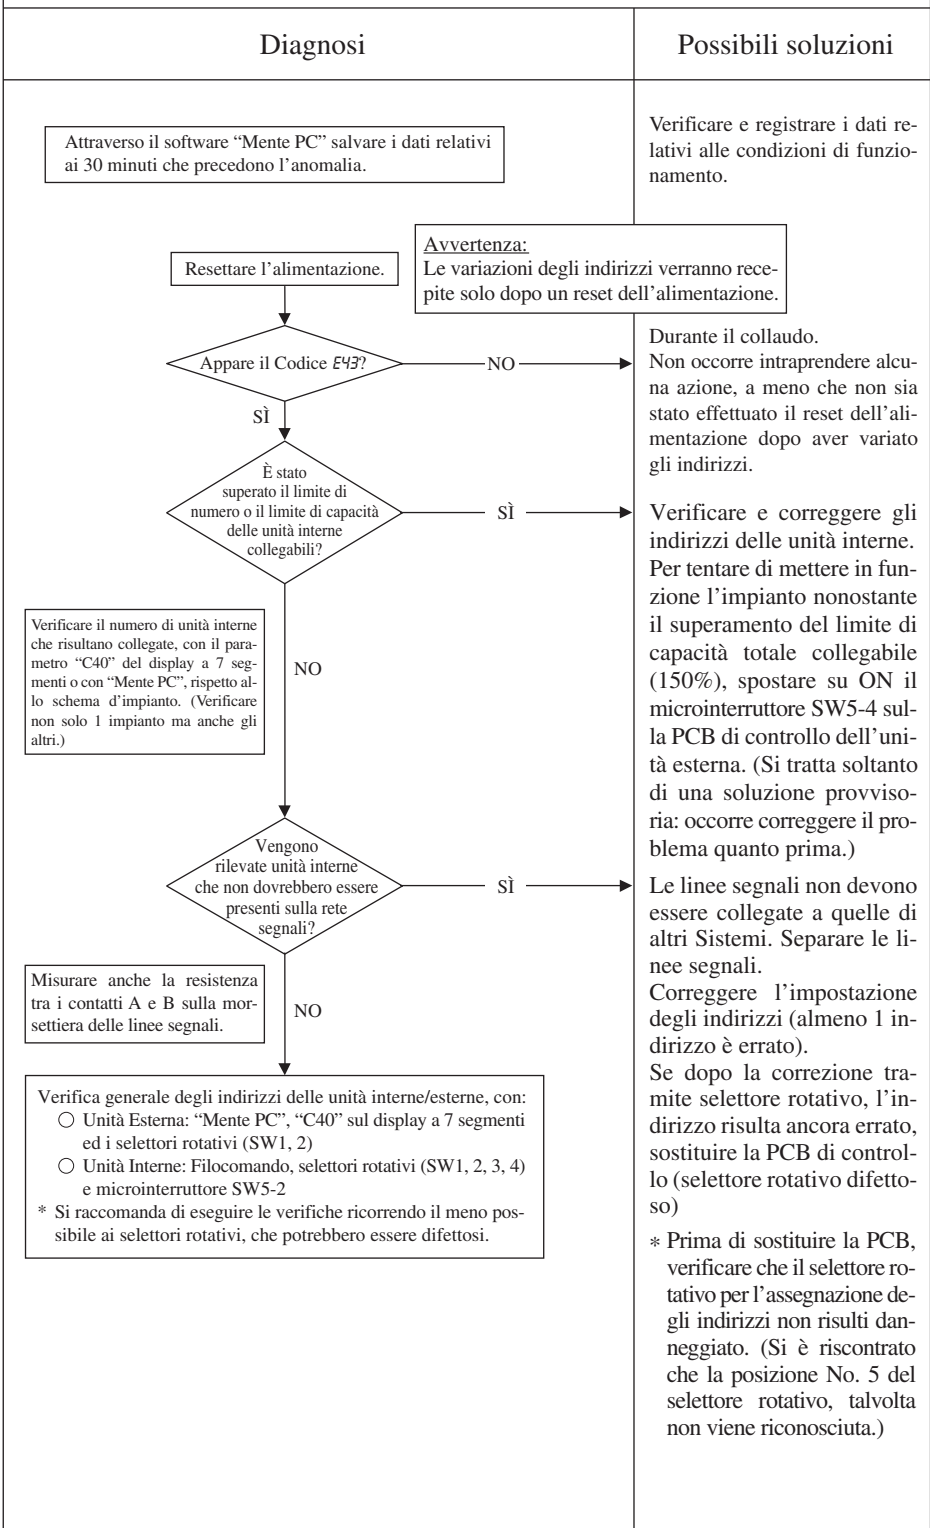 Diagnosi
Possibili soluzioni
Attraverso il software “Mente PC” salvare i dati relativi
ai 30 minuti che precedono l’anomalia.
Verificare e registrare i dati re-
lativi alle condizioni di funzio-
namento.
Avvertenza:
Le variazioni degli indirizzi verranno rece-
pite solo dopo un reset dell’alimentazione.
Resettare l’alimentazione.
Appare il Codice E43?
NO
SÌ
Durante il collaudo.
Non occorre intraprendere alcu-
na azione, a meno che non sia
stato effettuato il reset dell’ali-
mentazione dopo aver variato
gli indirizzi.
È stato
superato il limite di
numero o il limite di capacità
delle unità interne
collegabili?
SÌ
NO
Verificare e correggere gli
indirizzi delle unità interne.
Per tentare di mettere in fun-
zione l’impianto nonostante
il superamento del limite di
capacità totale collegabile
(150%), spostare su ON il
microinterruttore SW5-4 sul-
la PCB di controllo dell’uni-
tà esterna. (Si tratta soltanto
di una soluzione provviso-
ria: occorre correggere il pro-
blema quanto prima.)
Verificare il numero di unità interne
che risultano collegate, con il para-
metro “C40” del display a 7 seg-
menti o con “Mente PC”, rispetto al-
lo schema d’impianto. (Verificare
non solo 1 impianto ma anche gli
altri.)
Vengono
rilevate unità interne
che non dovrebbero essere
presenti sulla rete
segnali?
SÌ
NO
Le linee segnali non devono
essere collegate a quelle di
altri Sistemi. Separare le li-
nee segnali.
Correggere l’impostazione
degli indirizzi (almeno 1 in-
dirizzo è errato).
Se dopo la correzione tra-
mite selettore rotativo, l’in-
dirizzo risulta ancora errato,
sostituire la PCB di control-
lo (selettore rotativo difetto-
so)
* Prima di sostituire la PCB,
verificare che il selettore ro-
tativo per l’assegnazione de-
gli indirizzi non risulti dan-
neggiato. (Si è riscontrato
che la posizione No. 5 del
selettore rotativo, talvolta
non viene riconosciuta.)
Misurare anche la resistenza
tra i contatti A e B sulla mor-
settiera delle linee segnali.
Verifica generale degli indirizzi delle unità interne/esterne, con:
○ Unità Esterna: “Mente PC”, “C40” sul display a 7 segmenti
ed i selettori rotativi (SW1, 2)
○ Unità Interne: Filocomando, selettori rotativi (SW1, 2, 3, 4)
e microinterruttore SW5-2
* Si raccomanda di eseguire le verifiche ricorrendo il meno pos-
sibile ai selettori rotativi, che potrebbero essere difettosi.